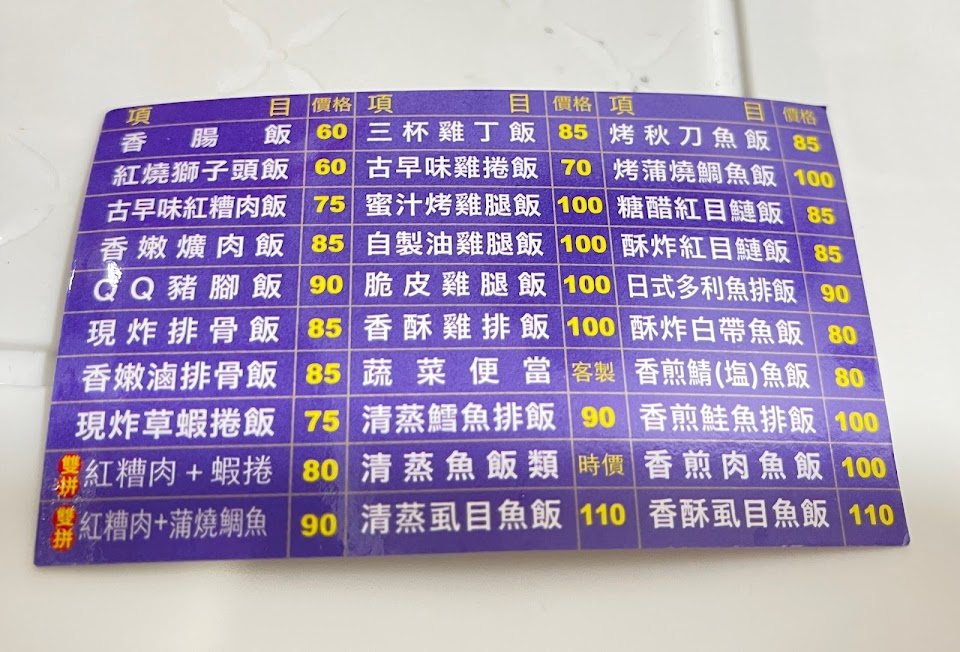 項目 價格 項目 價格 項目 價格
香腸飯 60 三杯雞丁飯 85 烤秋刀魚飯 85
紅燒獅子頭飯 60 古早味雞捲飯 70 烤蒲燒鯛魚飯 100
古早味紅糟肉飯 75 蜜汁烤雞腿飯 100 糖醋紅目鰱飯 85
香嫩爌肉飯 85 自製油雞腿飯 100 酥炸紅目鰱飯 85
QQ豬腳飯 90 脆皮雞腿飯 100 日式多利魚排飯 90
現炸排骨飯 85 香酥雞排飯 100 酥炸白帶魚飯 80
香嫩滷排骨飯 85 蔬菜便當 客製 香煎鯖(塩)魚飯 80
現炸草蝦捲飯 75 清蒸鱈魚排飯 90 香煎鮭魚排飯 100
雙拼 紅糟肉+蝦捲 80 清蒸魚飯類 時價 香煎肉魚飯 100
雙拼 紅糟肉+蒲燒鯛魚 90 清蒸虱目魚飯 110 香酥虱目魚飯 110